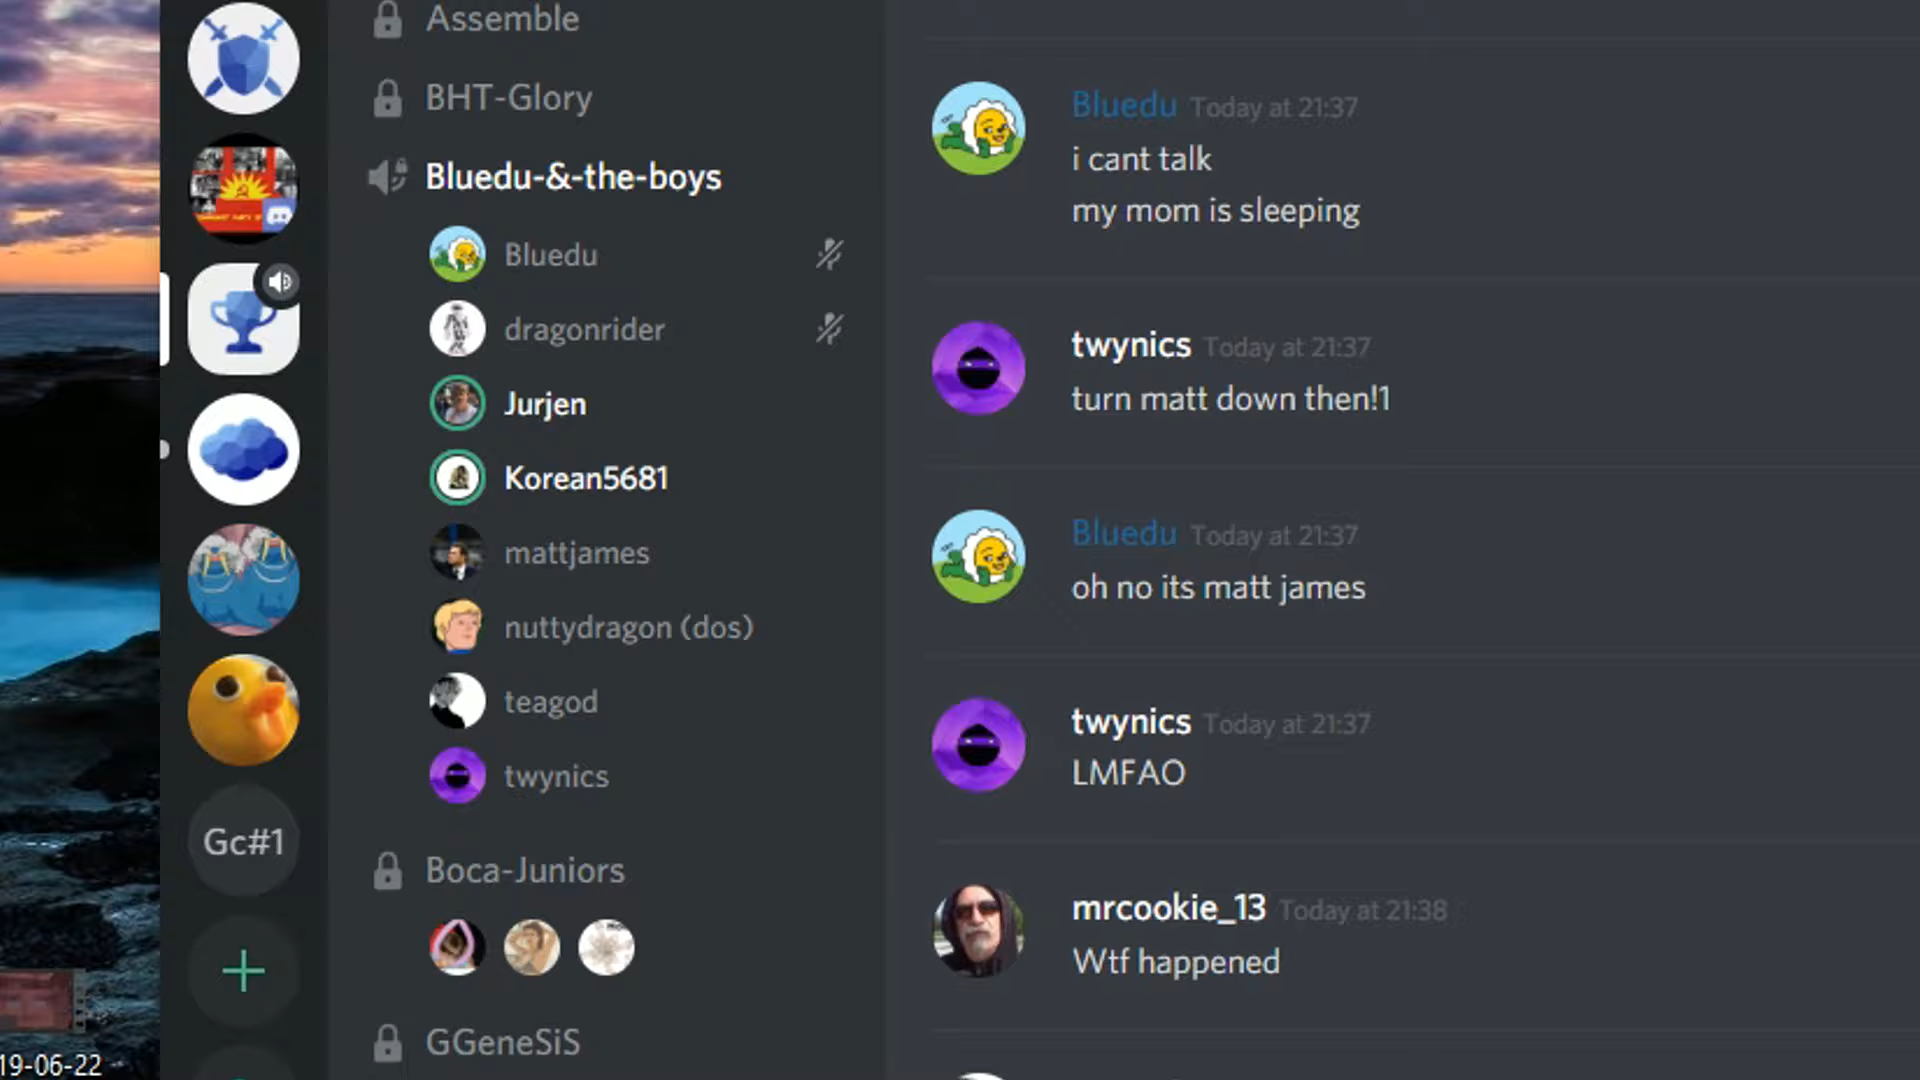 Assemble
BHT-Glory
Bluedu-&-the-boys
Bluedu
dragonrider
Jurjen
Korean5681
mattjames
nuttydragon (dos)
teagod
twynics
Gc#1
Boca-Juniors
GGeneSiS
19-06-22
Bluedu Today at 21:37
i cant talk
my mom is sleeping
twynics Today at 21:37
turn matt down then!1
Bluedu Today at 21:37
oh no its matt james
twynics Today at 21:37
LMFAO
mrcookie_13 Today at 21:38
Wtf happened